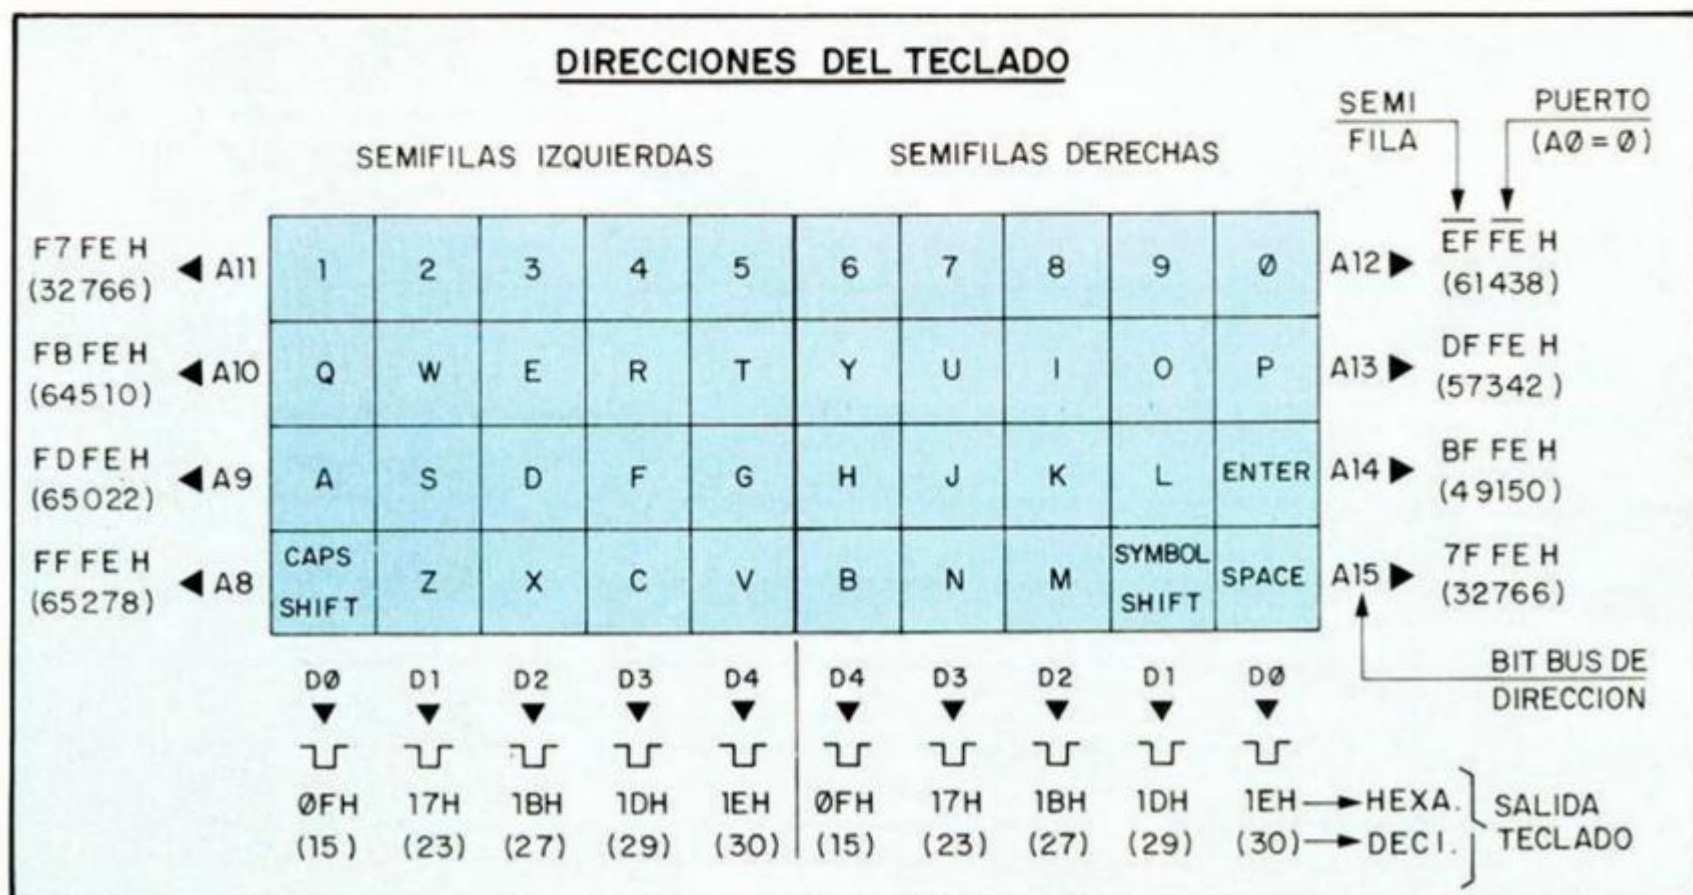 DIRECCIONES DEL TECLADO
SEMI FILA
PUERTO (AØ = Ø)
SEMIFILAS IZQUIERDAS SEMIFILAS DERECHAS
F7 FE H (32766) A11 1 2 3 4 5 6 7 8 9 Ø A12 EF FE H (61438)
FB FE H (64510) A10 Q W E R T Y U I O P A13 DF FE H (57342)
FD FE H (65022) A9 A S D F G H J K L ENTER A14 BF FE H (49150)
FF FE H (65278) A8 CAPS SHIFT Z X C V B N M SYMBOL SHIFT SPACE A15 7F FE H (32766)
BIT BUS DE DIRECCION
DØ D1 D2 D3 D4 D4 D3 D2 D1 DØ
ØFH 17H 1BH 1DH 1EH ØFH 17H 1BH 1DH 1EH HEXA.
(15) (23) (27) (29) (30) (15) (23) (27) (29) (30) DECI.
SALIDA TECLADO